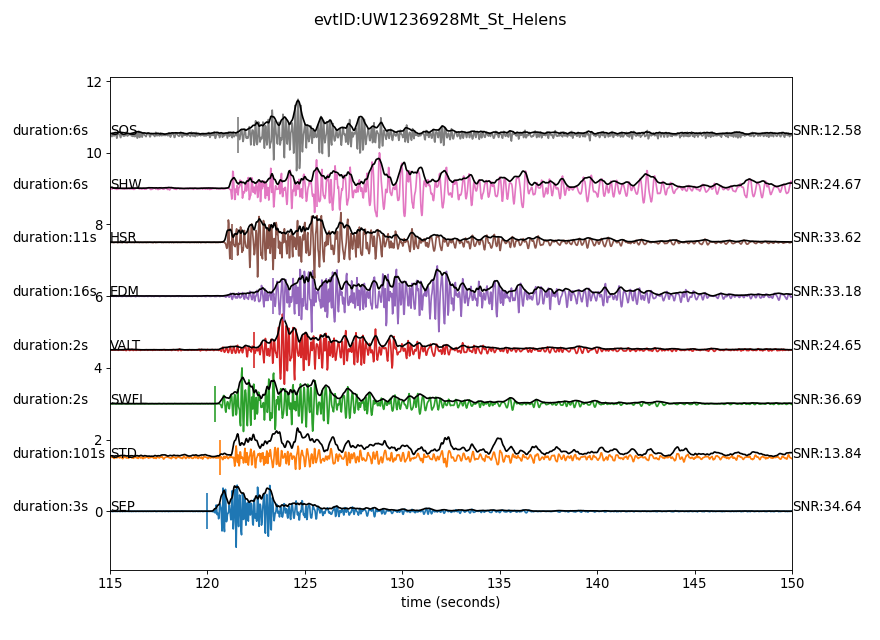 evtID:UW1236928Mt_St_Helens
12
duration:6s SOS SNR:12.58
10
duration:6s SHW SNR:24.67
8
duration:11s HSR SNR:33.62
duration:16s EDM SNR:33.18
6
duration:2s VALT SNR:24.65
4
duration:2s SWFL SNR:36.69
2
duration:101s STD SNR:13.84
duration:3s SEP SNR:34.64
0
115 120 125 130 135 140 145 150
time (seconds)